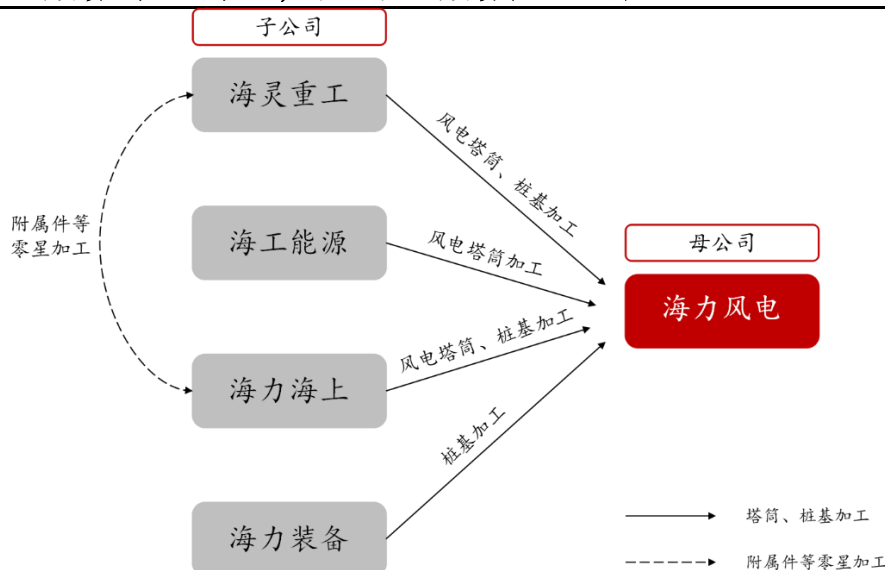 子公司
海灵重工
风电塔筒、桩基加工
附属件等
零星加工
海工能源
风电塔筒加工
母公司
海力风电
海力海上
风电塔筒、桩基加工
桩基加工
海力装备
塔筒、桩基加工
附属件等零星加工